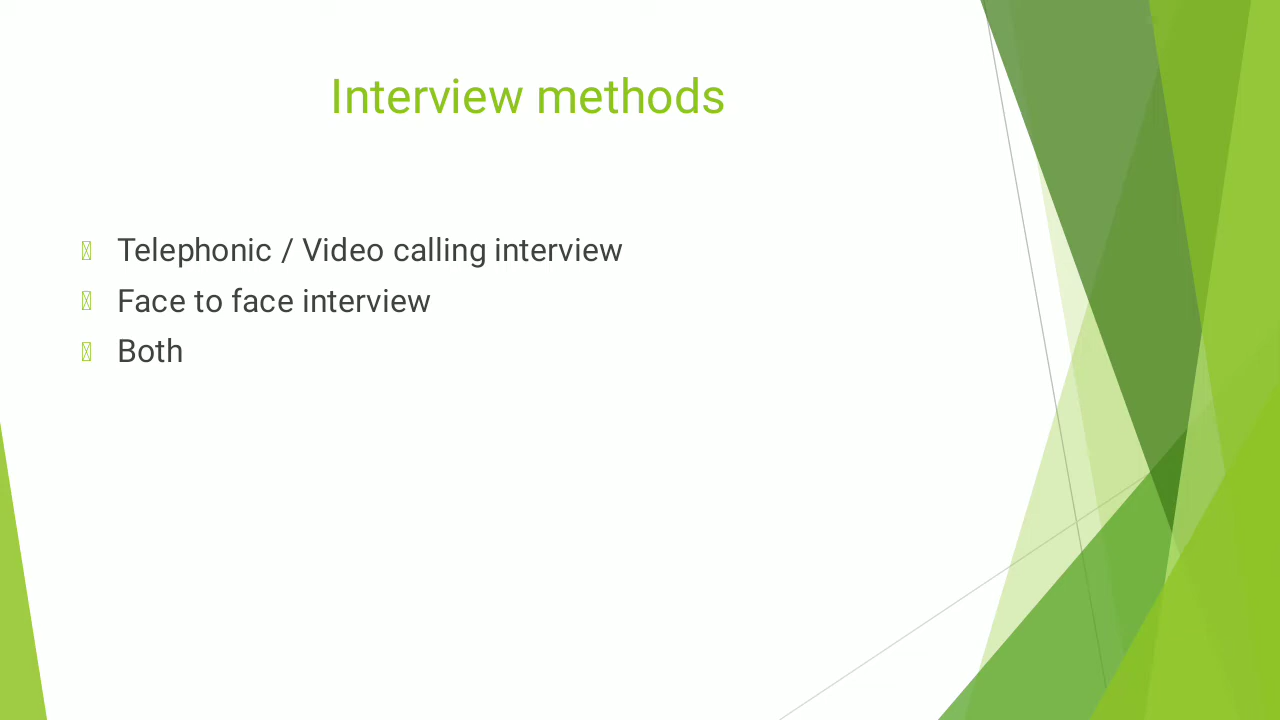 Interview methods
Telephonic / Video calling interview
Face to face interview
Both